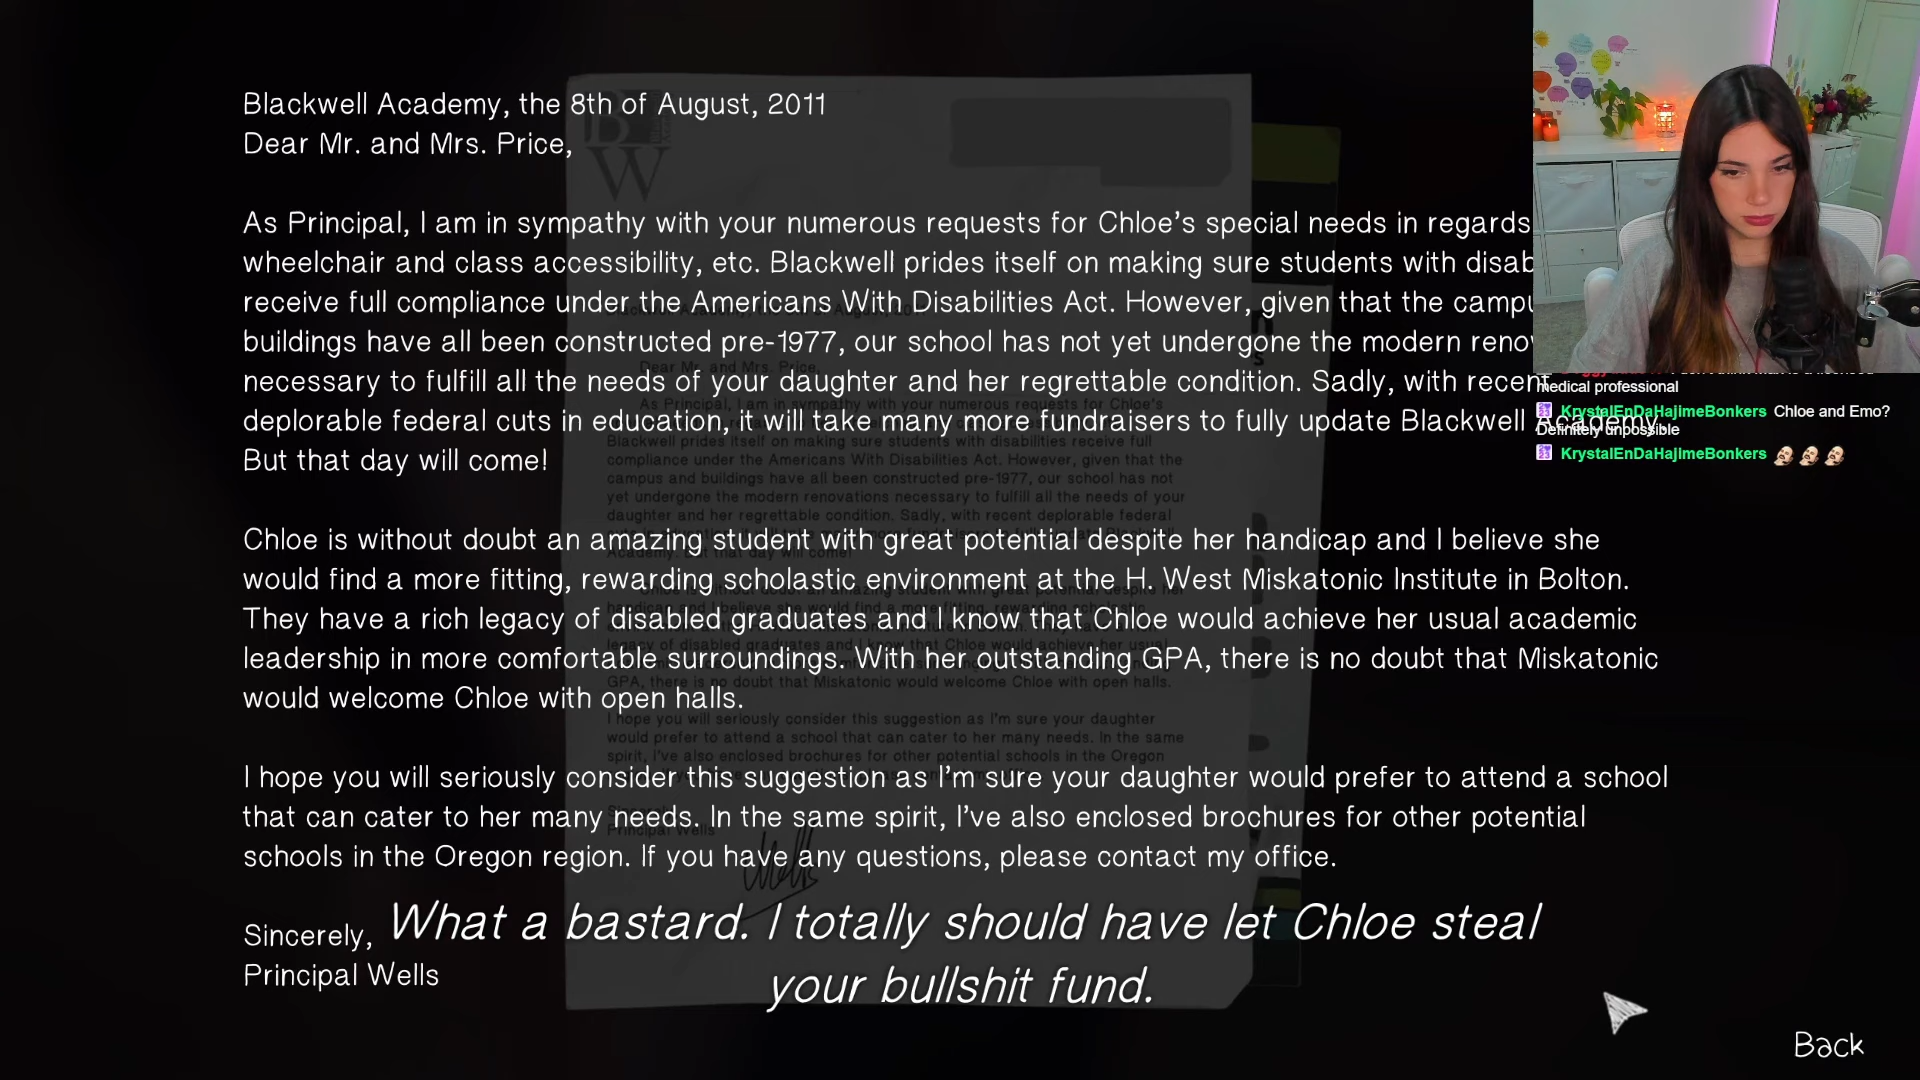 Blackwell Academy, the 8th of August, 2011
Dear Mr. and Mrs. Price,
As Principal, I am in sympathy with your numerous requests for Chloe's special needs in regards
wheelchair and class accessibility, etc. Blackwell prides itself on making sure students with disab
receive full compliance under the Americans With Disabilities Act. However, given that the campu
buildings have all been constructed pre-1977, our school has not yet undergone the modern reno
necessary to fulfill all the needs of your daughter and her regrettable condition. Sadly, with recent
deplorable federal cuts in education, it will take many more fundraisers to fully update Blackwell Academy.
But that day will come!
Chloe is without doubt an amazing student with great potential despite her handicap and I believe she
would find a more fitting, rewarding scholastic environment at the H. West Miskatonic Institute in Bolton.
They have a rich legacy of disabled graduates and I know that Chloe would achieve her usual academic
leadership in more comfortable surroundings. With her outstanding GPA, there is no doubt that Miskatonic
would welcome Chloe with open halls.
I hope you will seriously consider this suggestion as I'm sure your daughter would prefer to attend a school
that can cater to her many needs. In the same spirit, I've also enclosed brochures for other potential
schools in the Oregon region. If you have any questions, please contact my office.
Sincerely,
Principal Wells
What a bastard. I totally should have let Chloe steal
your bullshit fund.
medical professional
KrystalEnDaHajimeBonkers Chloe and Emo?
Definitely unpossible
KrystalEnDaHajimeBonkers
Back